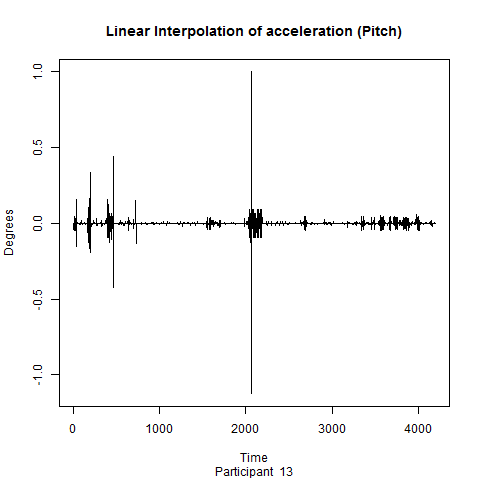 Linear Interpolation of acceleration (Pitch)
1.0
0.5
0.0
-0.5
-1.0
Degrees
0 1000 2000 3000 4000
Time
Participant 13